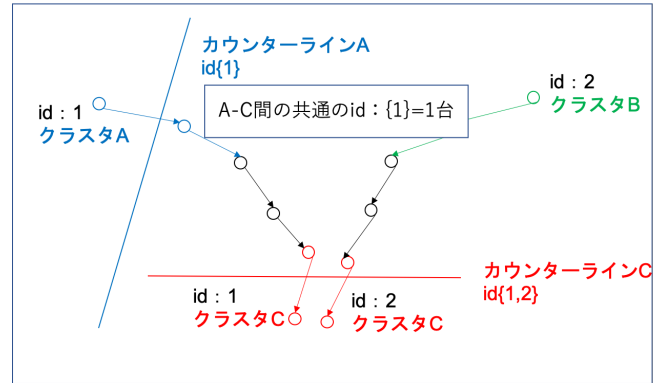 カウンターラインA
id{1}
id：1
クラスタA
A-C間の共通のid：{1}=1台
id：2
クラスタB
カウンターラインC
id{1,2}
id：1
クラスタC
id：2
クラスタC